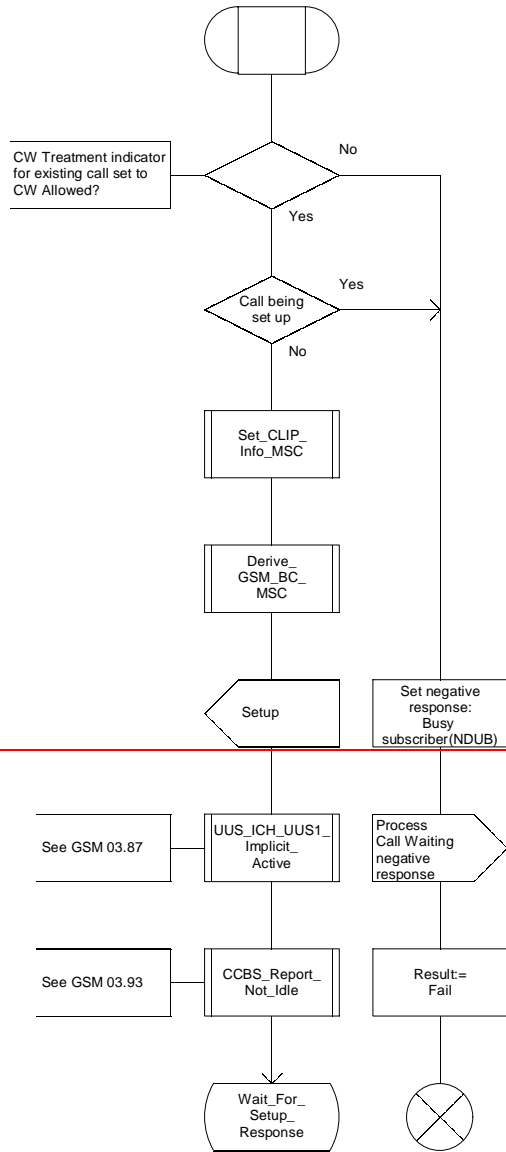 CW Treatment indicator
for existing call set to
CW Allowed?
No
Yes
Call being
set up
Yes
No
Set_CLIP_
Info_MSC
Derive_
GSM_BC_
MSC
Setup
Set negative
response:
Busy
subscriber(NDUB)
See GSM 03.87
UUS_ICH_UUS1_
Implicit_
Active
Process
Call Waiting
negative
response
See GSM 03.93
CCBS_Report_
Not_Idle
Result:=
Fail
Wait_For_
Setup_
Response